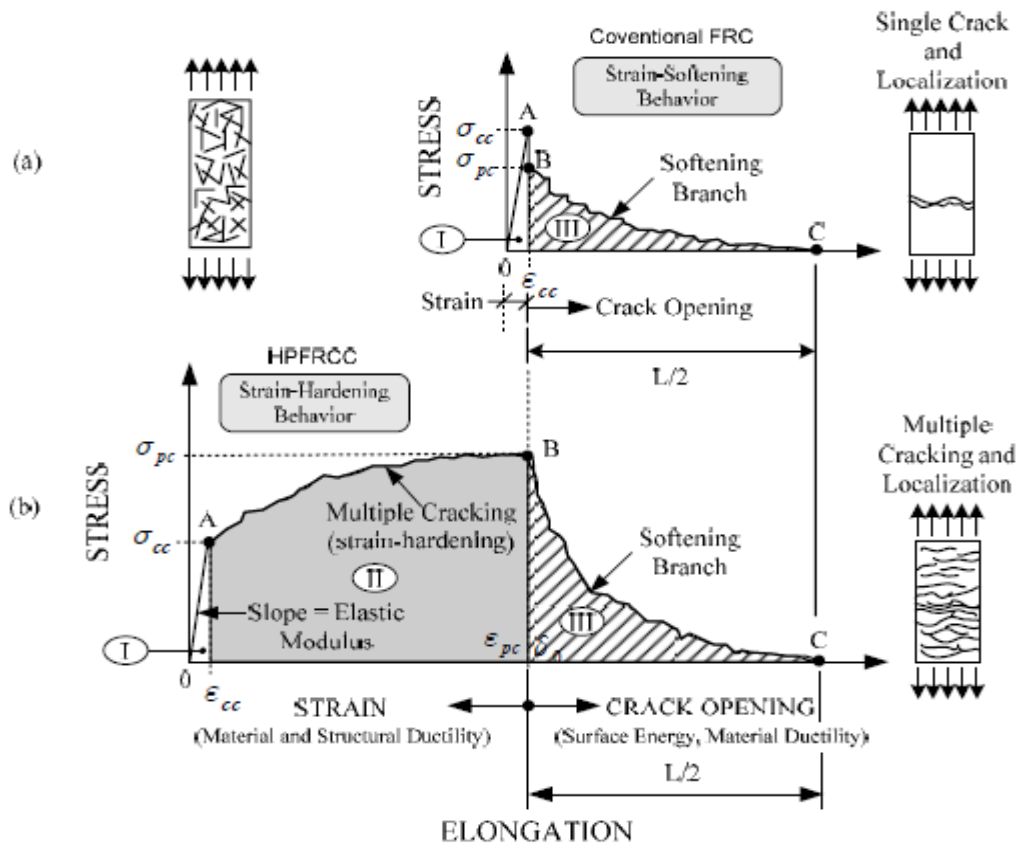 (a)
Coventional FRC
Strain-Softening
Behavior
Single Crack
and
Localization
STRESS
σcc
σpc
A
B
Softening
Branch
I
III
C
0
εcc
Strain
Crack Opening
L/2
(b)
HPFRCC
Strain-Hardening
Behavior
Multiple
Cracking and
Localization
STRESS
σpc
σcc
A
B
Multiple Cracking
(strain-hardening)
II
Softening
Branch
Slope = Elastic
Modulus
I
III
εpc
C
0
εcc
STRAIN
CRACK OPENING
(Material and Structural Ductility)
(Surface Energy, Material Ductility)
L/2
ELONGATION